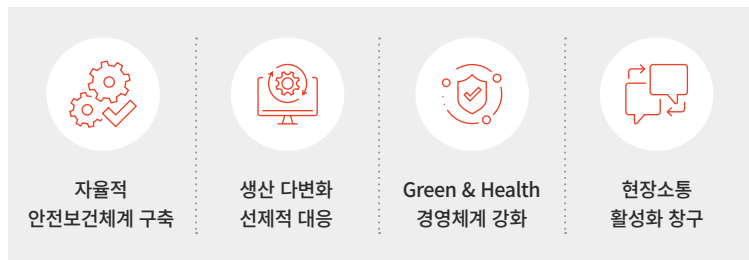 자율적
안전보건체계 구축
생산 다변화
선제적 대응
Green & Health
경영체계 강화
현장소통
활성화 창구